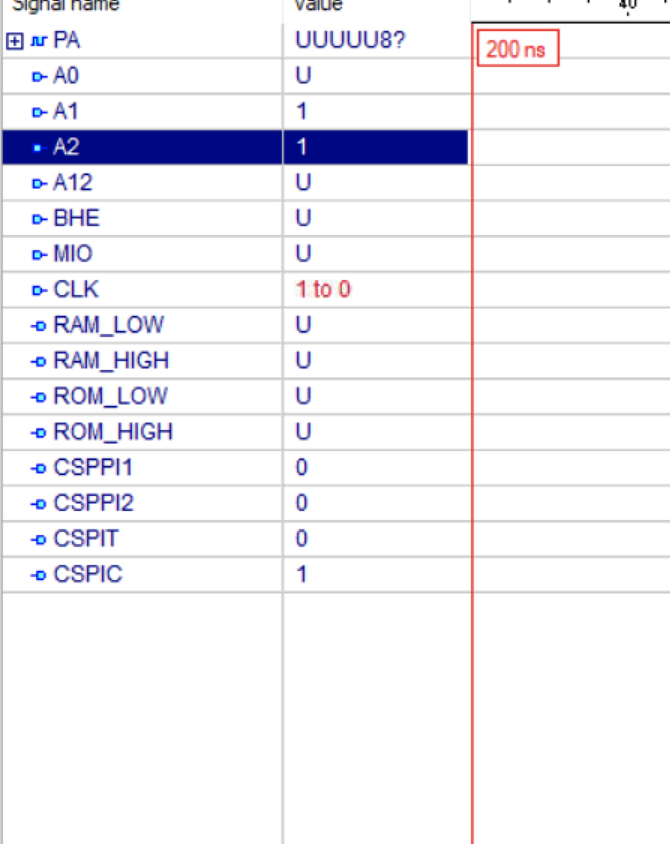 Signal name Value 40
PA UUUUU8? 200 ns
A0 U
A1 1
A2 1
A12 U
BHE U
MIO U
CLK 1 to 0
RAM_LOW U
RAM_HIGH U
ROM_LOW U
ROM_HIGH U
CSPPI1 0
CSPPI2 0
CSPIT 0
CSPIC 1